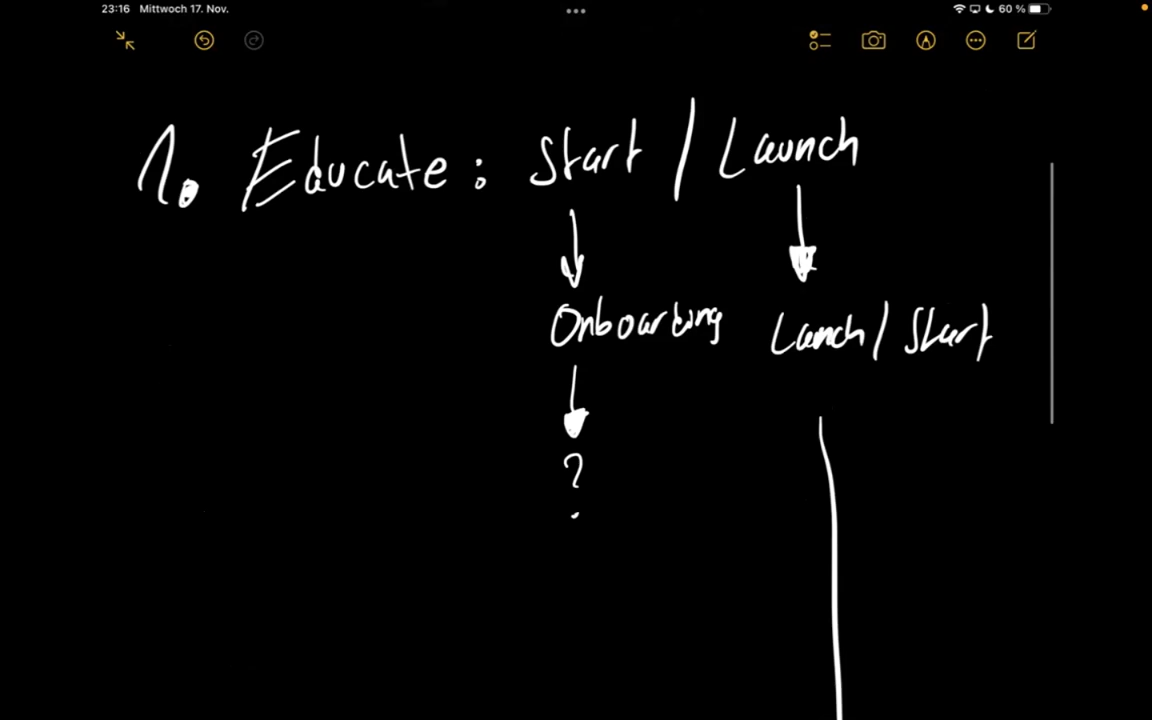 23:16 Mittwoch 17. Nov. 60 %
1. Educate: Start / Launch
Onboarding Launch / Start
?